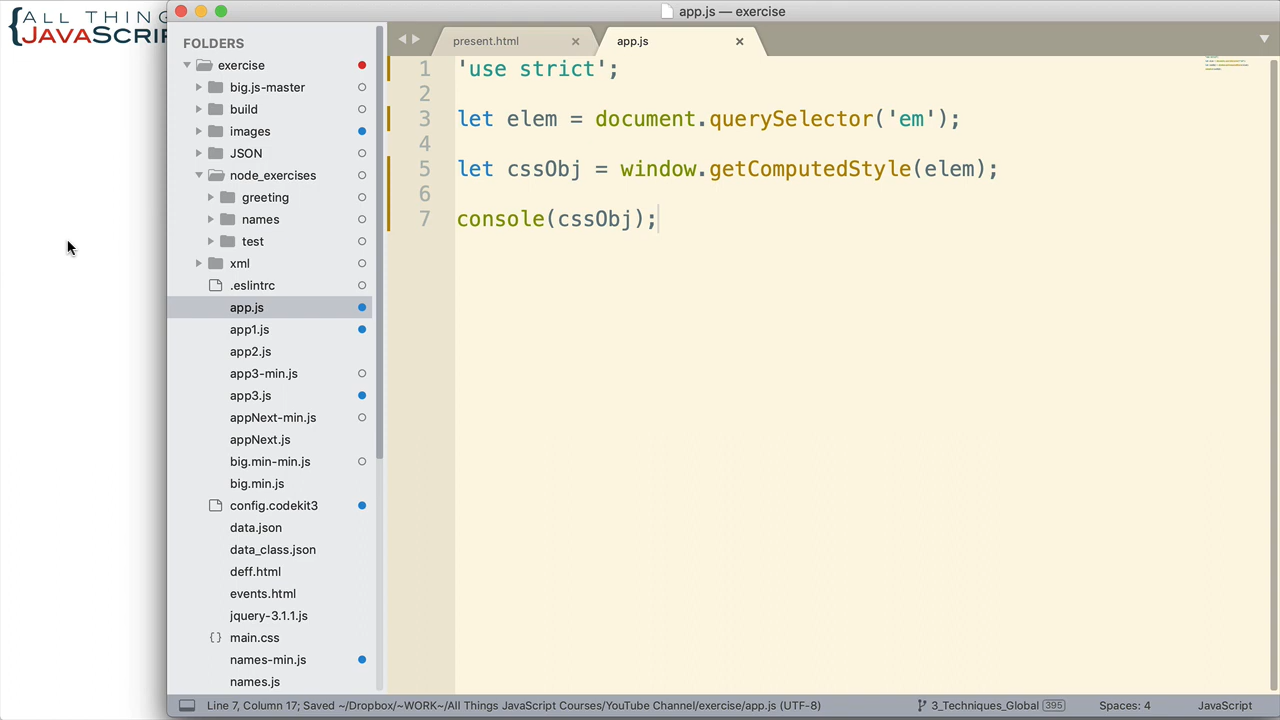 {ALL THIN
JAVASCRIP
app.js — exercise
FOLDERS
exercise
big.js-master
build
images
JSON
node_exercises
greeting
names
test
xml
.eslintrc
app.js
app1.js
app2.js
app3-min.js
app3.js
appNext-min.js
appNext.js
big.min-min.js
big.min.js
config.codekit3
data.json
data_class.json
deff.html
events.html
jquery-3.1.1.js
{} main.css
names-min.js
names.js
present.html × app.js ×
1 'use strict';
2
3 let elem = document.querySelector('em');
4
5 let cssObj = window.getComputedStyle(elem);
6
7 console(cssObj);
Line 7, Column 17; Saved ~/Dropbox/~WORK~/All Things JavaScript Courses/YouTube Channel/exercise/app.js (UTF-8) 3_Techniques_Global 395 Spaces: 4 JavaScript